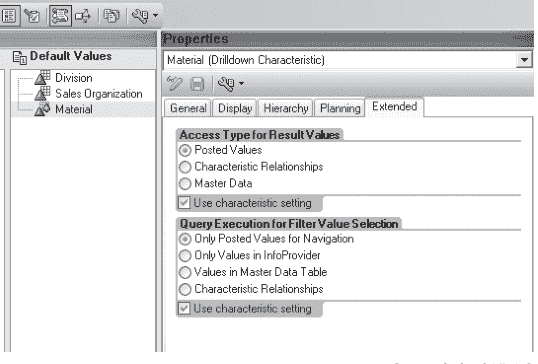 Default Values
Division
Sales Organization
Material
Properties
Material (Drilldown Characteristic)
General Display Hierarchy Planning Extended
Access Type for Result Values
Posted Values
Characteristic Relationships
Master Data
Use characteristic setting
Query Execution for Filter Value Selection
Only Posted Values for Navigation
Only Values in InfoProvider
Values in Master Data Table
Characteristic Relationships
Use characteristic setting